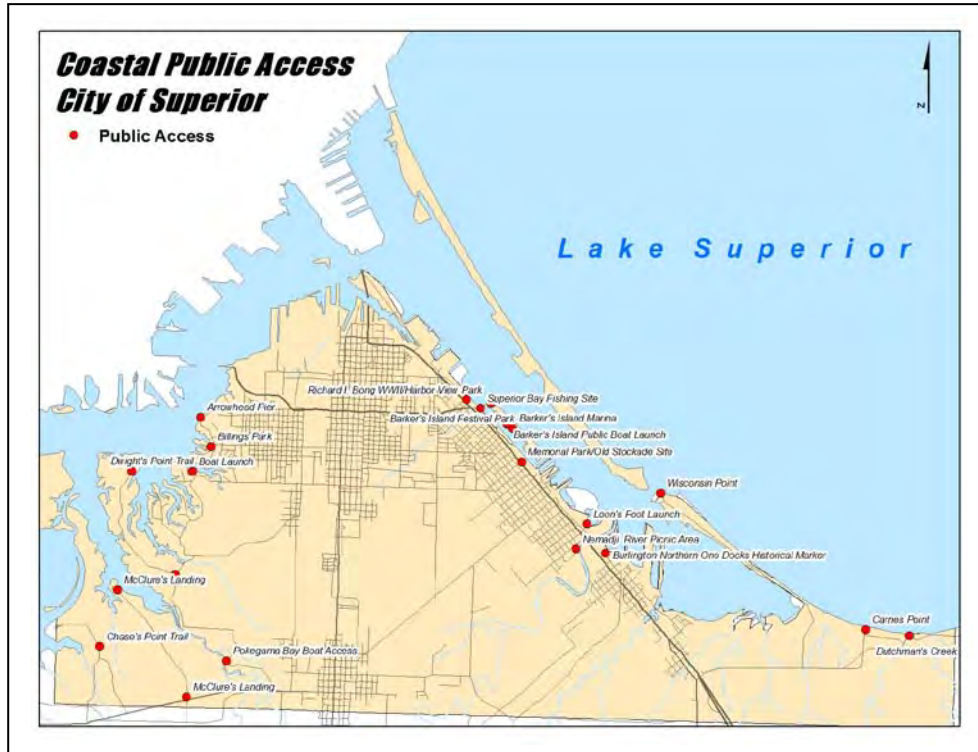 Coastal Public Access
City of Superior
Public Access
N
Lake Superior
Richard I. Bong WWII/Harbor View Park
Superior Bay Fishing Site
Arrowhead Pier
Barker's Island Festival Park
Barker's Island Marina
Barker's Island Public Boat Launch
Billings Park
Memorial Park/Old Stockade Site
Dwight's Point Trail
Boat Launch
Wisconsin Point
Loon's Foot Launch
Nemadji River Picnic Area
Burlington Northern Ore Docks Historical Marker
McClure's Landing
Carnes Point
Chase's Point Trail
Dutchman's Creek
Pokegama Bay Boat Access
McClure's Landing